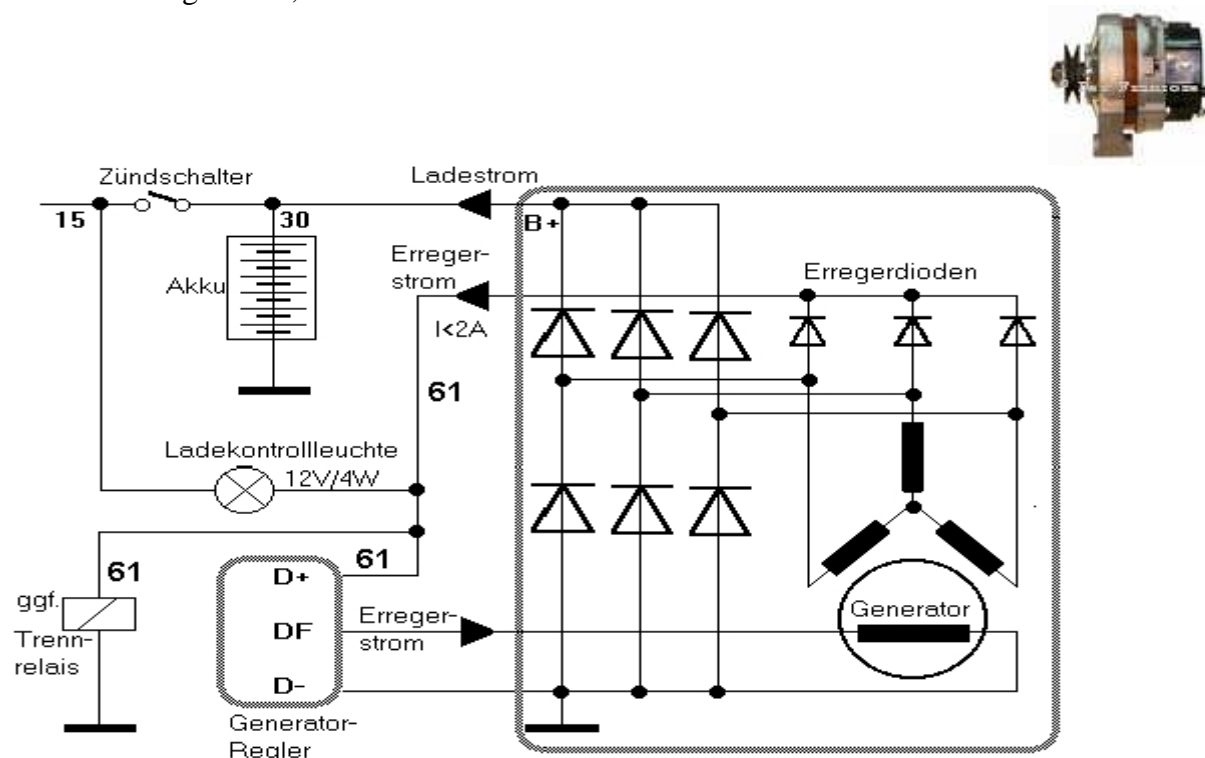 Zündschalter
Ladestrom
15
30
B+
Akku
Erreger-
strom
I<2A
Erregerdioden
61
Ladekontrollleuchte
12V/4W
61
61
ggf.
Trenn-
relais
D+
DF
D-
Erreger-
strom
Generator
Generator-
Regler